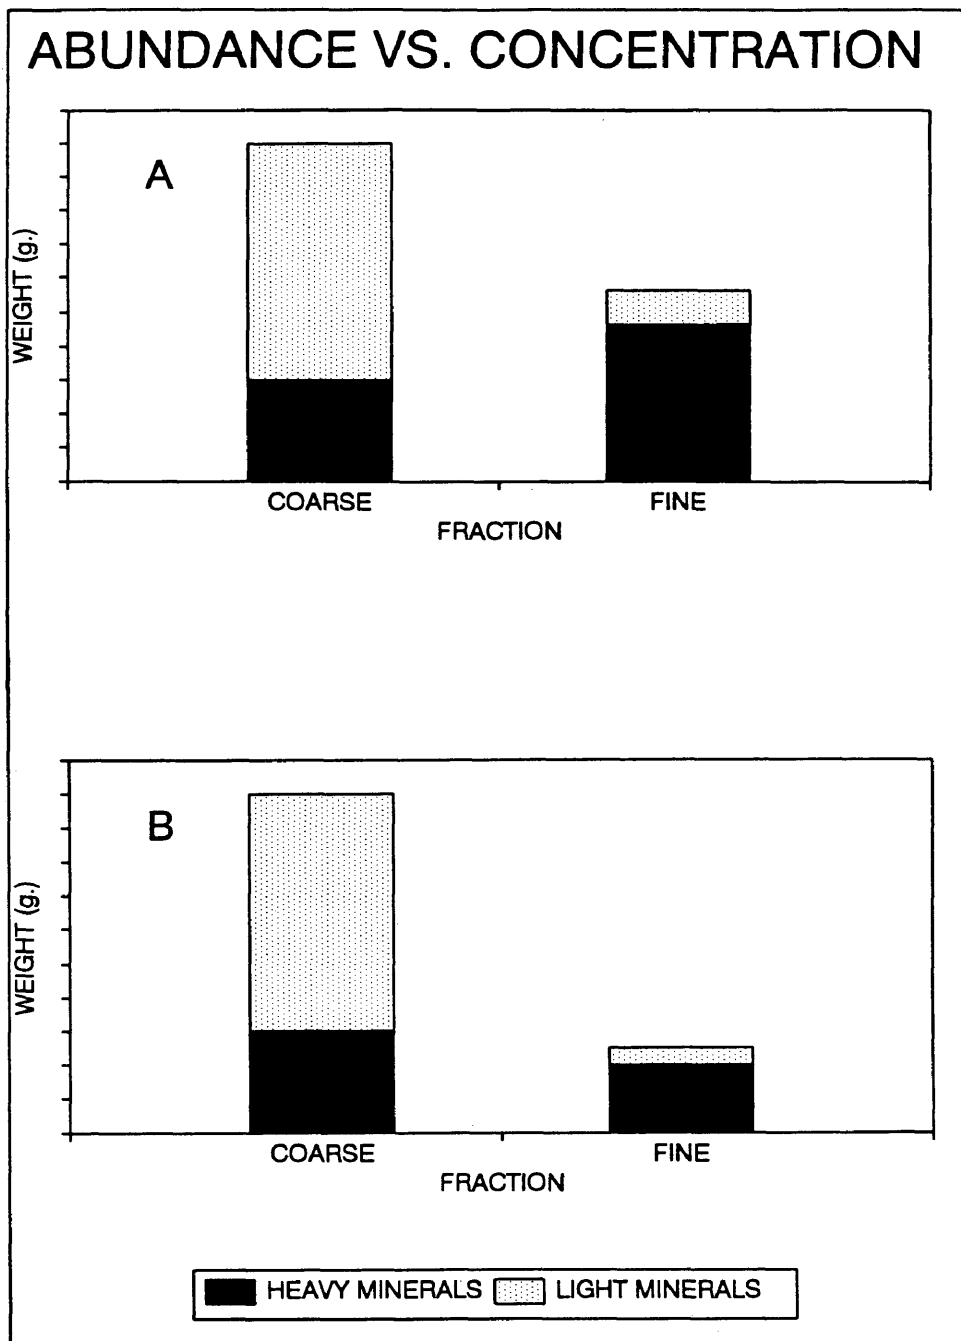 ABUNDANCE VS. CONCENTRATION
A
WEIGHT (g.)
COARSE FINE
FRACTION
B
WEIGHT (g.)
COARSE FINE
FRACTION
HEAVY MINERALS LIGHT MINERALS